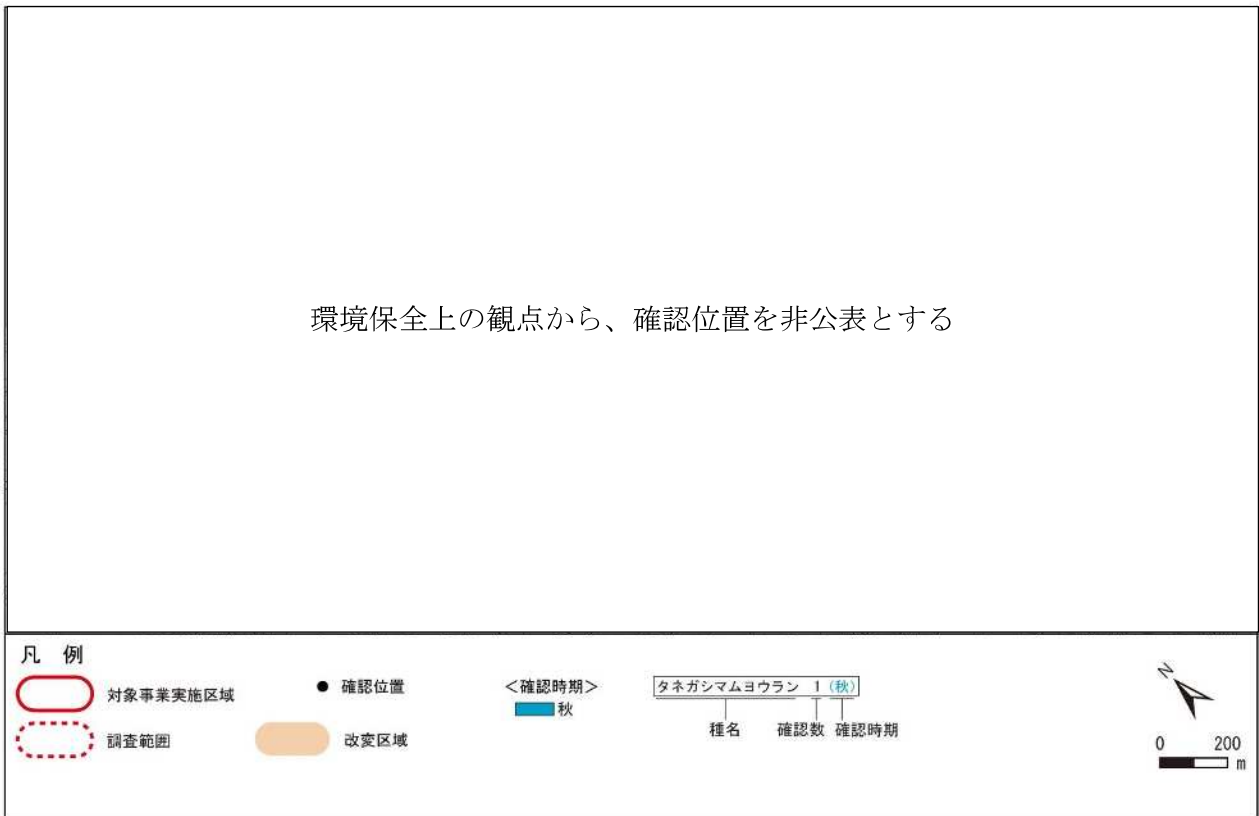 環境保全上の観点から、確認位置を非公表とする
凡 例
対象事業実施区域
調査範囲
確認位置
改変区域
<確認時期>
秋
タネガシマムヨウラン 1 (秋)
種名 確認数 確認時期
N
0 200
m